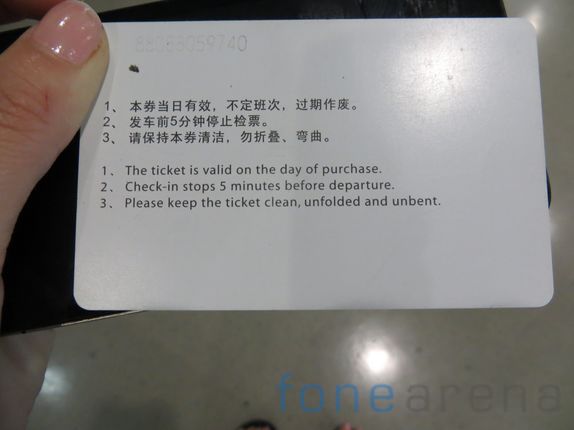 1、 本券当日有效，不定班次，过期作废。
2、 发车前5分钟停止检票。
3、 请保持本券清洁，勿折叠、弯曲。
1、 The ticket is valid on the day of purchase.
2、 Check-in stops 5 minutes before departure.
3、 Please keep the ticket clean, unfolded and unbent.
fonearena